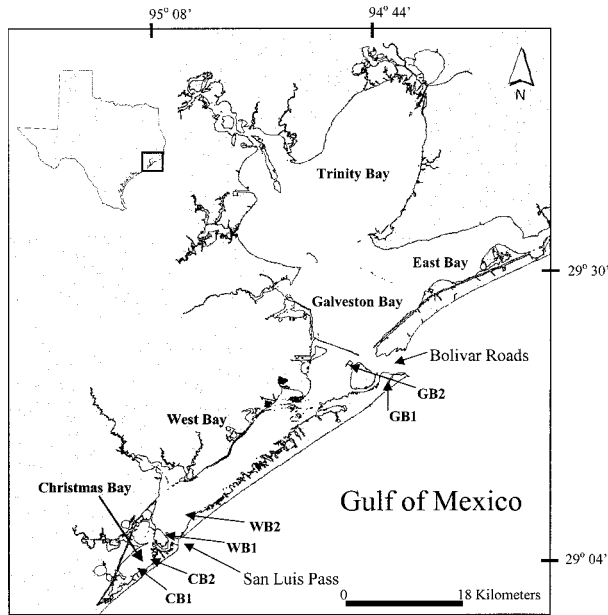 95° 08'
94° 44'
N
Trinity Bay
East Bay
29° 30'
Galveston Bay
Bolivar Roads
GB2
GB1
West Bay
Christmas Bay
Gulf of Mexico
WB2
WB1
San Luis Pass
29° 04'
CB2
CB1
0 18 Kilometers